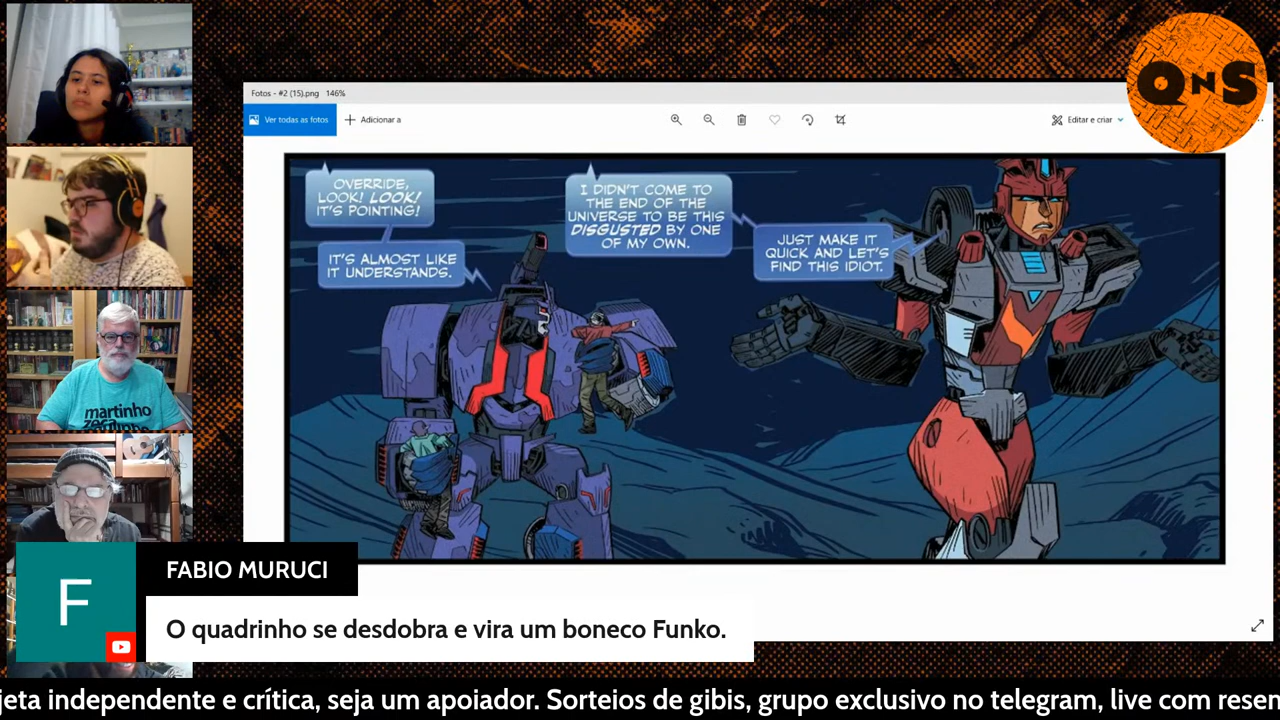 QNS
Fotos - #2 (15).png 146%
Ver todas as fotos
Adicionar a
Editar e criar
OVERRIDE,
LOOK! LOOK!
IT'S POINTING!
IT'S ALMOST LIKE
IT UNDERSTANDS.
I DIDN'T COME TO
THE END OF THE
UNIVERSE TO BE THIS
DISGUSTED BY ONE
OF MY OWN.
JUST MAKE IT
QUICK AND LET'S
FIND THIS IDIOT.
martinho
F
FABIO MURUCI
O quadrinho se desdobra e vira um boneco Funko.
jeta independente e crítica, seja um apoiador. Sorteios de gibis, grupo exclusivo no telegram, live com resen